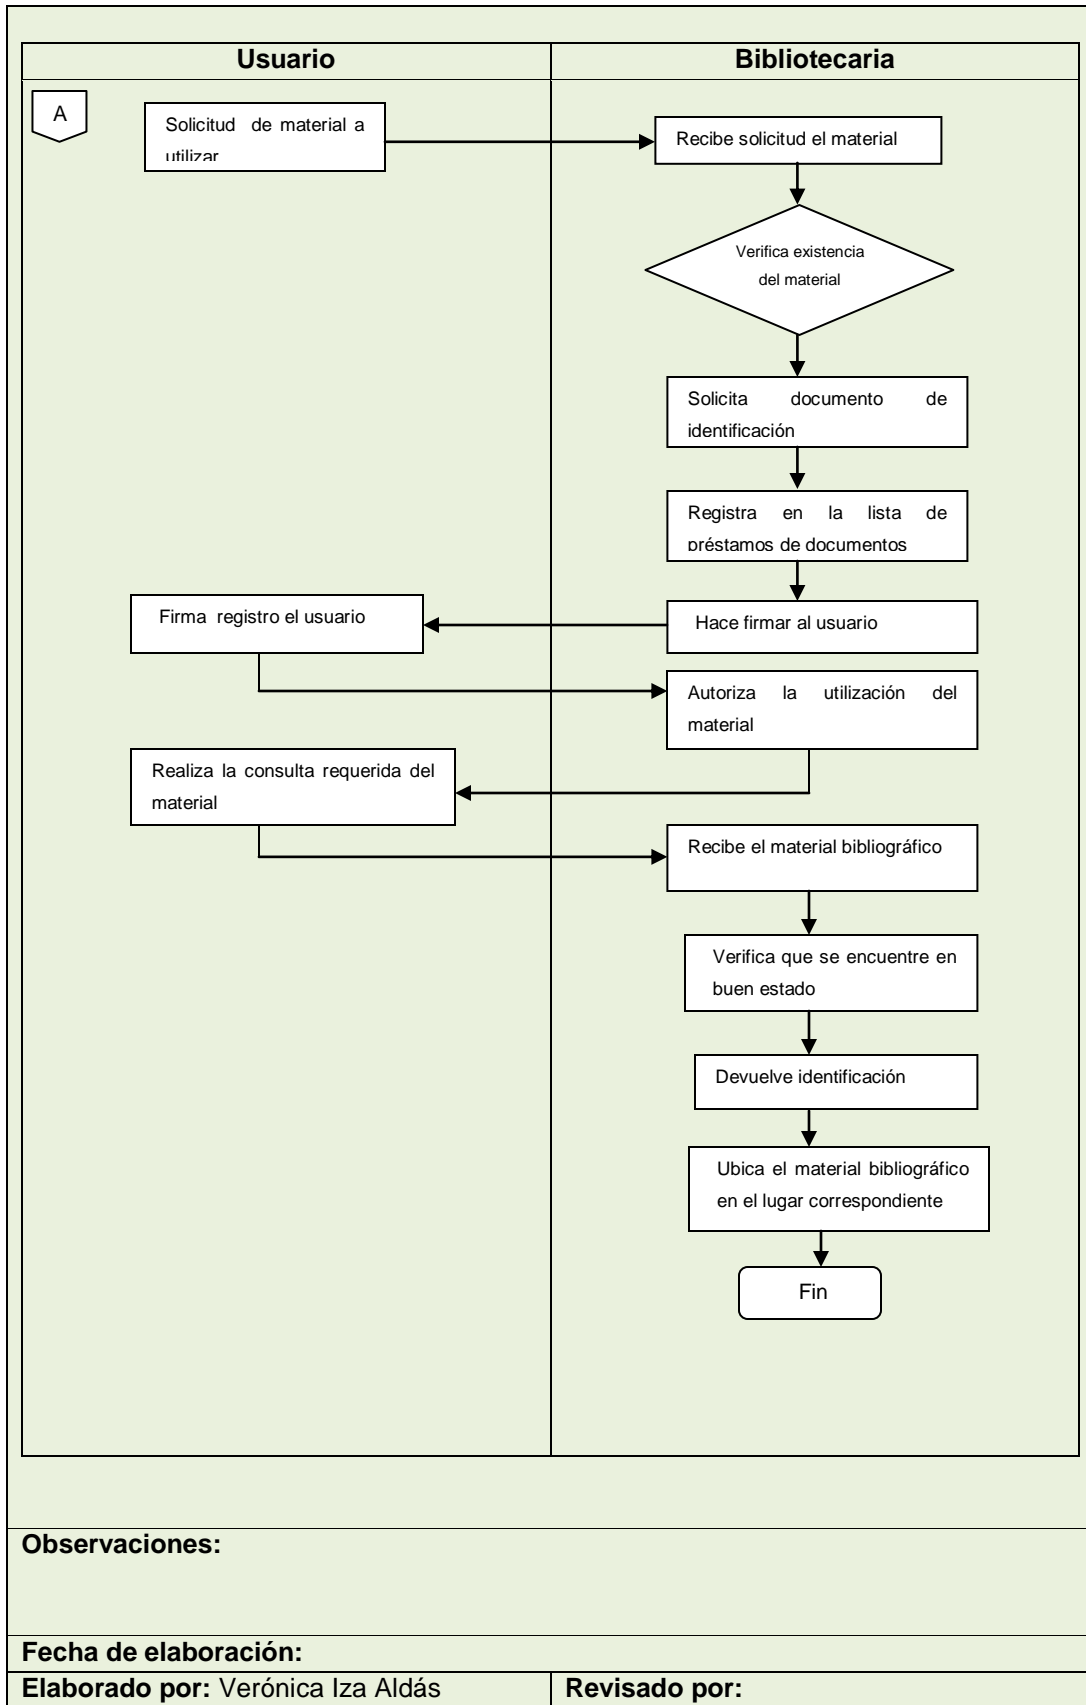 Usuario
Bibliotecaria
A
Solicitud de material a
utilizar
Recibe solicitud el material
Verifica existencia
del material
Solicita documento de
identificación
Registra en la lista de
préstamos de documentos
Hace firmar al usuario
Firma registro el usuario
Autoriza la utilización del
material
Realiza la consulta requerida del
material
Recibe el material bibliográfico
Verifica que se encuentre en
buen estado
Devuelve identificación
Ubica el material bibliográfico
en el lugar correspondiente
Fin
Observaciones:
Fecha de elaboración:
Elaborado por: Verónica Iza Aldás
Revisado por: